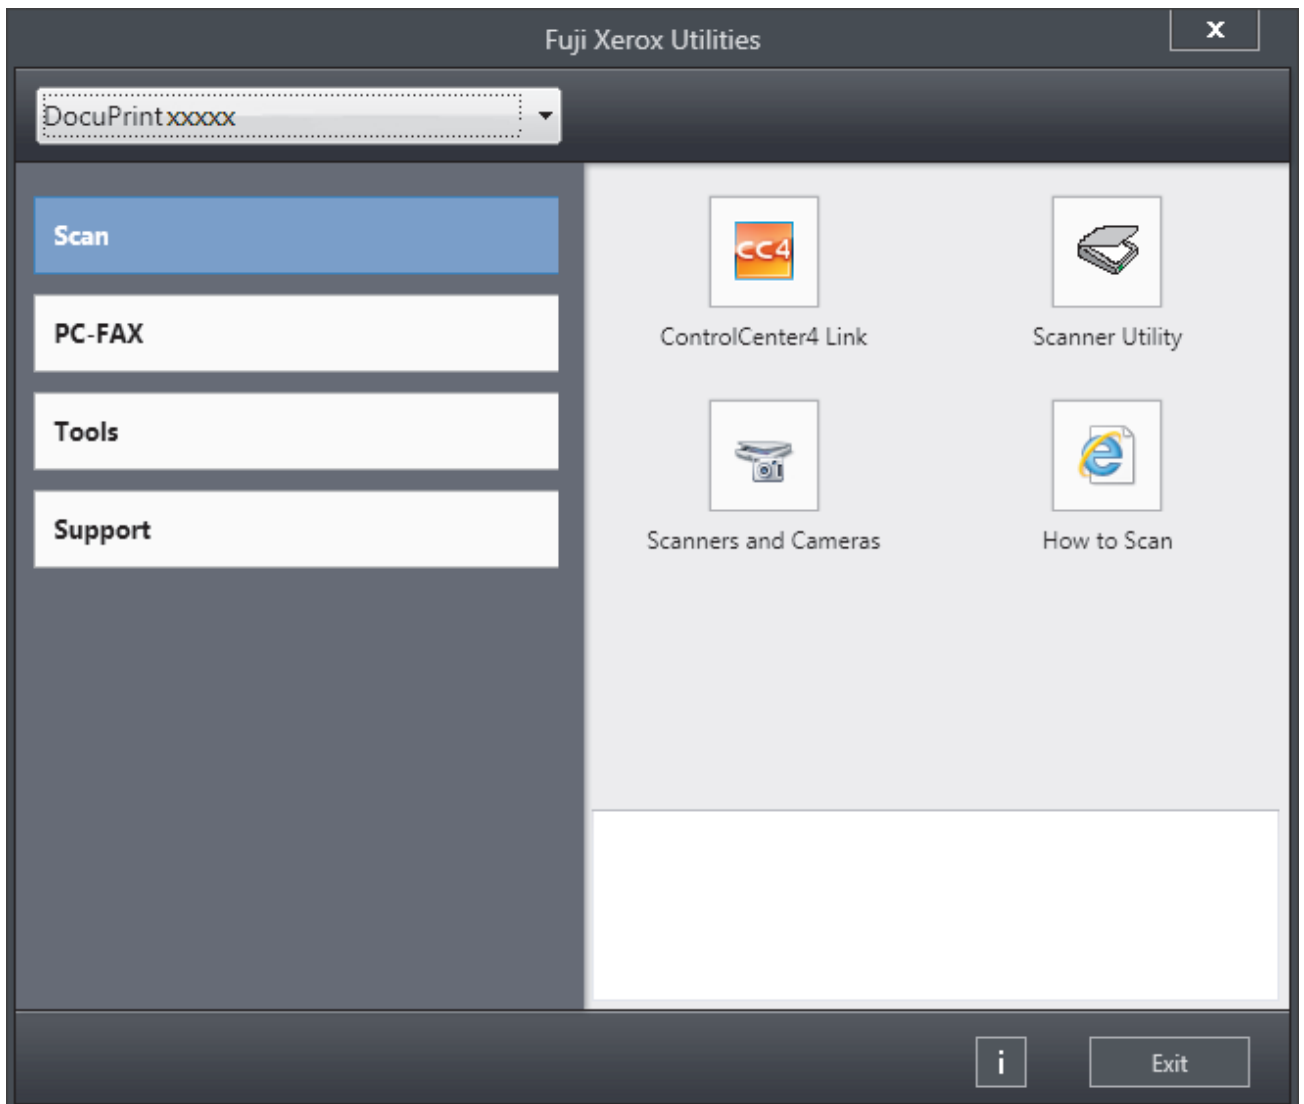 Fuji Xerox Utilities
X
DocuPrint xxxxx
Scan
PC-FAX
Tools
Support
CC4
ControlCenter4 Link
Scanner Utility
Scanners and Cameras
How to Scan
i
Exit